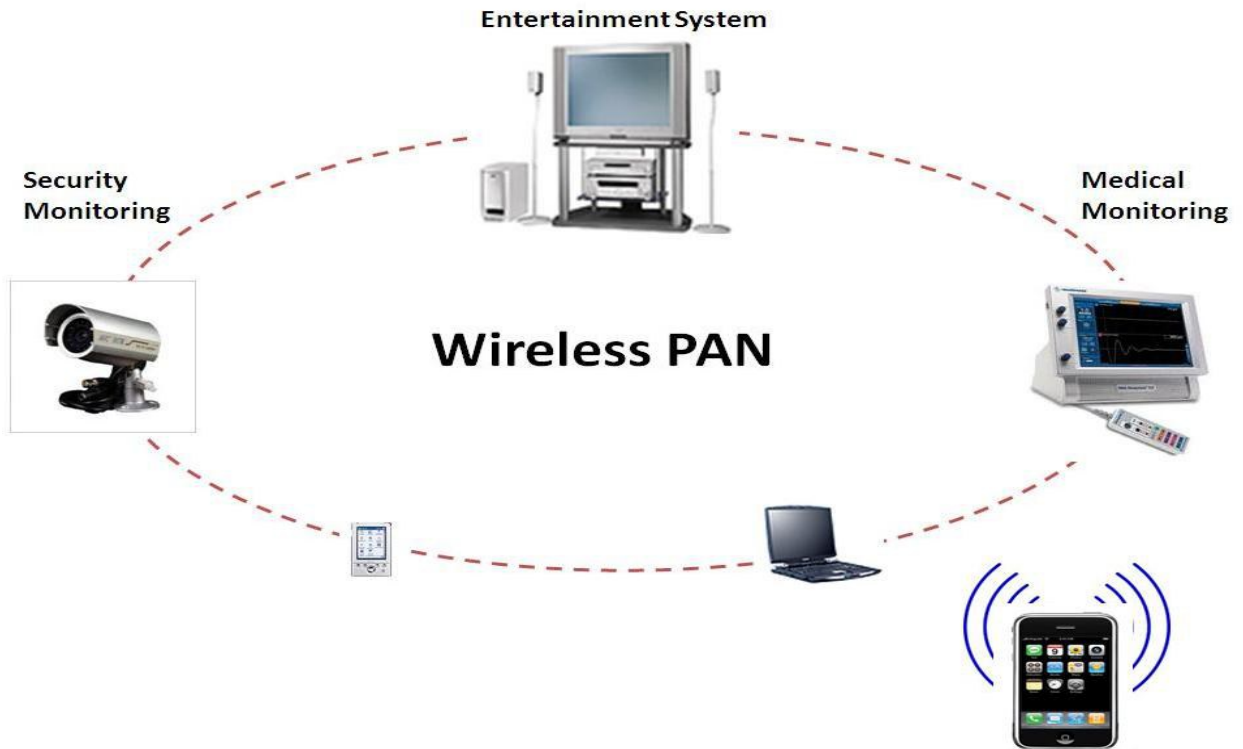 Entertainment System
Security
Monitoring
Medical
Monitoring
Wireless PAN